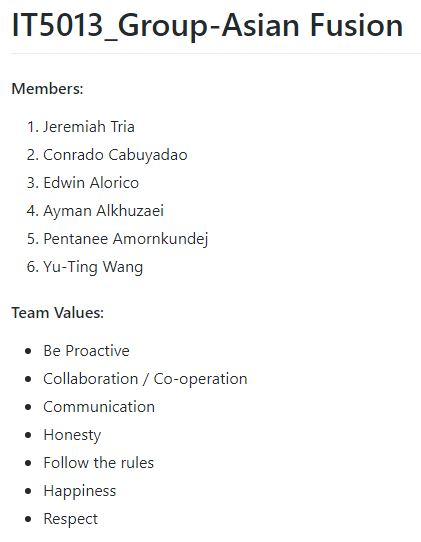 IT5013_Group-Asian Fusion
Members:
1. Jeremiah Tria
2. Conrado Cabuyadao
3. Edwin Alorico
4. Ayman Alkhuzaei
5. Pentanee Amornkundej
6. Yu-Ting Wang
Team Values:
• Be Proactive
• Collaboration / Co-operation
• Communication
• Honesty
• Follow the rules
• Happiness
• Respect